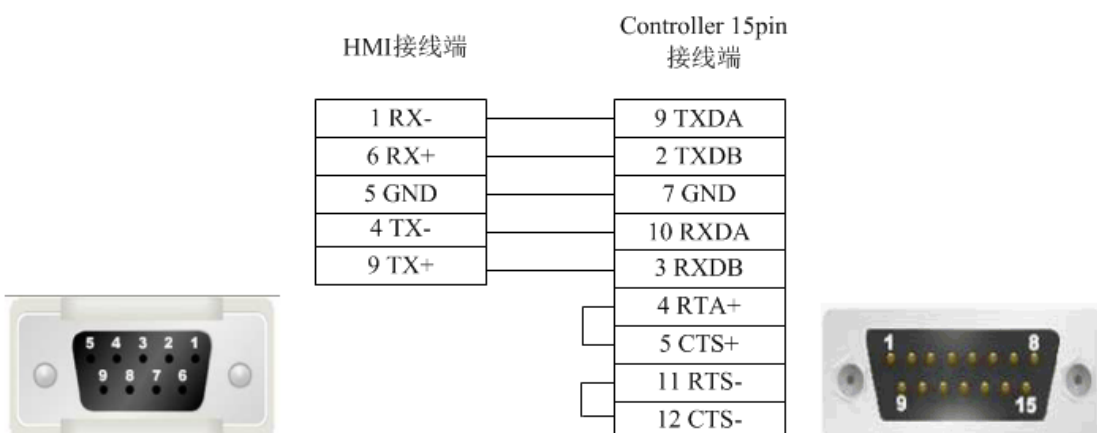 HMI接线端
Controller 15pin
接线端
1 RX-
9 TXDA
6 RX+
2 TXDB
5 GND
7 GND
4 TX-
10 RXDA
9 TX+
3 RXDB
4 RTA+
5 CTS+
11 RTS-
12 CTS-
5 4 3 2 1
9 8 7 6
1 8
9 15